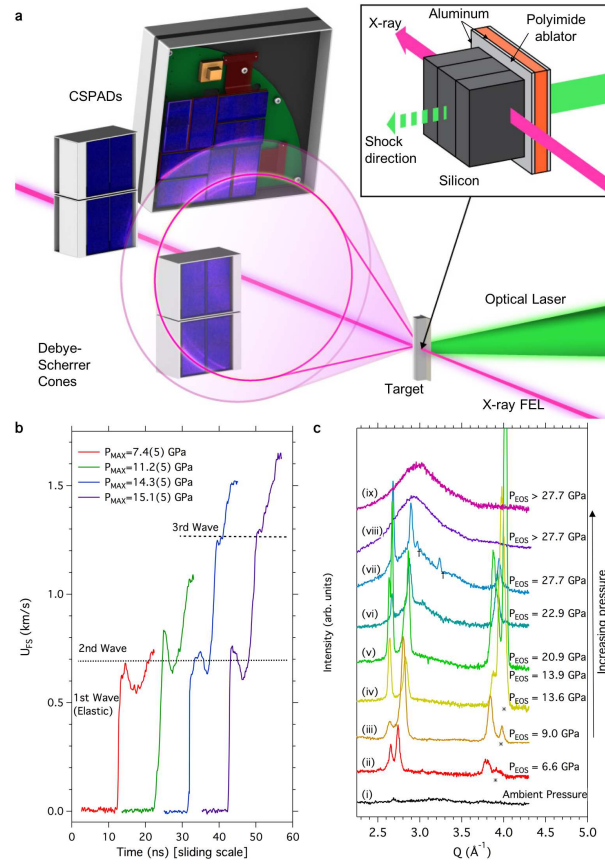 a
CSPADs
Debye-
Scherrer
Cones
X-ray
Aluminum
Polyimide
ablator
Shock
direction
Silicon
Optical Laser
Target
X-ray FEL
b
U_FS (km/s)
1.5
1.0
0.5
0.0
P_MAX=7.4(5) GPa
P_MAX=11.2(5) GPa
P_MAX=14.3(5) GPa
P_MAX=15.1(5) GPa
3rd Wave
2nd Wave
1st Wave
(Elastic)
0 10 20 30 40 50 60
Time (ns) [sliding scale]
c
Intensity (arb. units)
(ix)
P_EOS > 27.7 GPa
(viii)
P_EOS > 27.7 GPa
(vii)
P_EOS = 27.7 GPa
(vi)
P_EOS = 22.9 GPa
(v)
P_EOS = 20.9 GPa
P_EOS = 13.9 GPa
(iv)
P_EOS = 13.6 GPa
(iii)
P_EOS = 9.0 GPa
(ii)
P_EOS = 6.6 GPa
(i)
Ambient Pressure
†
†
*
*
*
Increasing pressure
2.5 3.0 3.5 4.0 4.5 5.0
Q (Å⁻¹)